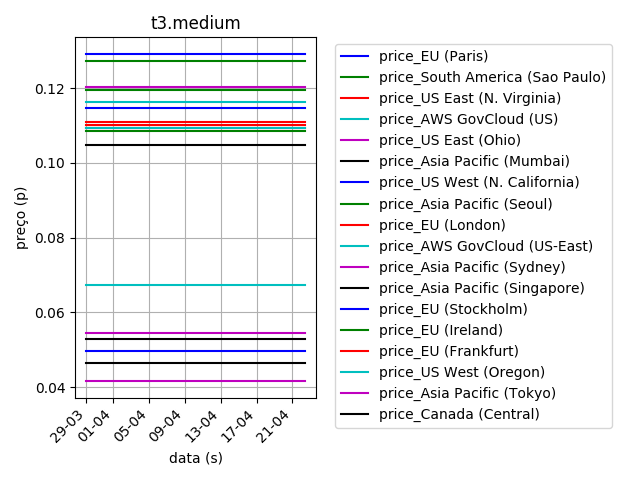 t3.medium
preço (p)
0.12
0.10
0.08
0.06
0.04
29-03
01-04
05-04
09-04
13-04
17-04
21-04
data (s)
price_EU (Paris)
price_South America (Sao Paulo)
price_US East (N. Virginia)
price_AWS GovCloud (US)
price_US East (Ohio)
price_Asia Pacific (Mumbai)
price_US West (N. California)
price_Asia Pacific (Seoul)
price_EU (London)
price_AWS GovCloud (US-East)
price_Asia Pacific (Sydney)
price_Asia Pacific (Singapore)
price_EU (Stockholm)
price_EU (Ireland)
price_EU (Frankfurt)
price_US West (Oregon)
price_Asia Pacific (Tokyo)
price_Canada (Central)